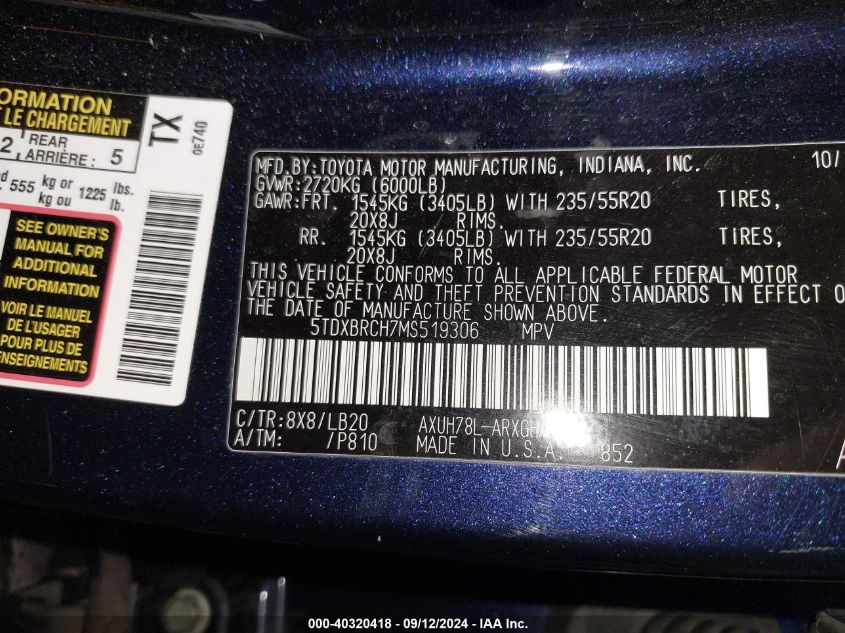 ORMATION
LE CHARGEMENT
2 REAR
ARRIÈRE : 5
TX
0E740
555 kg or 1225 lbs.
kg ou lb.
SEE OWNER'S
MANUAL FOR
ADDITIONAL
INFORMATION
VOIR LE MANUEL
DE L'USAGER
POUR PLUS DE
ENSEIGNEMENTS
MFD.BY:TOYOTA MOTOR MANUFACTURING, INDIANA, INC. 10/
GVWR:2720KG (6000LB)
GAWR:FRT. 1545KG (3405LB) WITH 235/55R20 TIRES,
20X8J RIMS.
RR. 1545KG (3405LB) WITH 235/55R20 TIRES,
20X8J RIMS.
THIS VEHICLE CONFORMS TO ALL APPLICABLE FEDERAL MOTOR
VEHICLE SAFETY AND THEFT PREVENTION STANDARDS IN EFFECT O
THE DATE OF MANUFACTURE SHOWN ABOVE.
5TDXBRCH7MS519306 MPV
C/TR:8X8/LB20 AXUH78L-ARXGH
A/TM: /P810 MADE IN U.S.A. 852
000-40320418 - 09/12/2024 - IAA Inc.